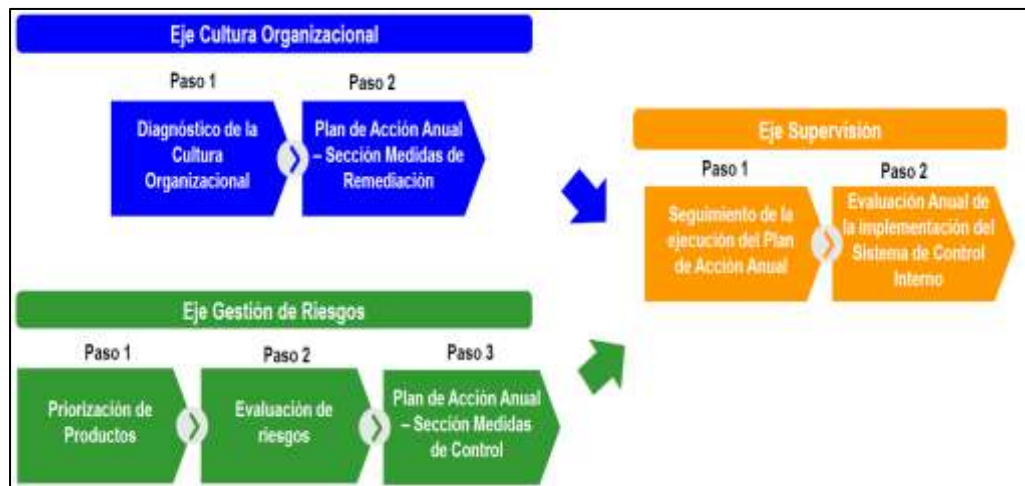 Eje Cultura Organizacional
Paso 1
Paso 2
Diagnóstico de la
Cultura
Organizacional
Plan de Acción Anual
– Sección Medidas de
Remediación
Eje Gestión de Riesgos
Paso 1
Paso 2
Paso 3
Priorización de
Productos
Evaluación de
riesgos
Plan de Acción Anual
– Sección Medidas
de Control
Eje Supervisión
Paso 1
Paso 2
Seguimiento de la
ejecución del Plan
de Acción Anual
Evaluación Anual de
la Implementación del
Sistema de Control
Interno